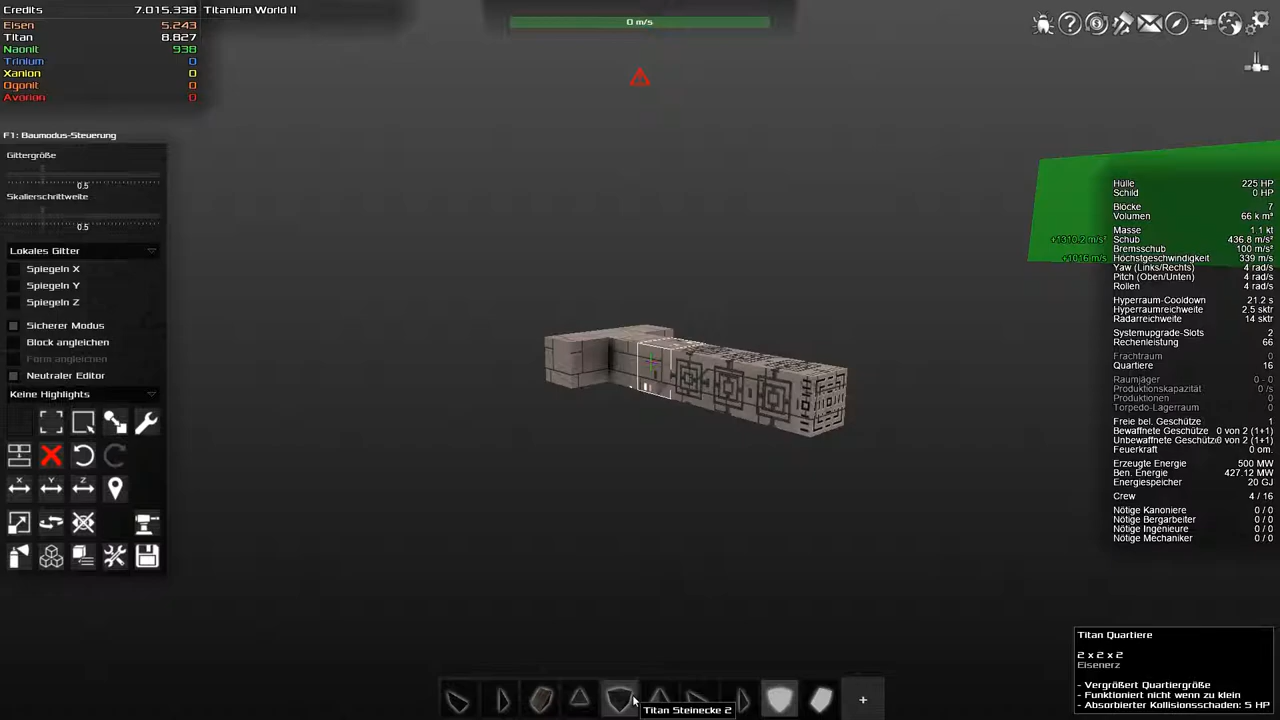 Credits 7.015.338 Titanium World II
Eisen 5.243
Titan 8.827
Naonit 938
Trinium 0
Xanion 0
Ogonit 0
Avorion 0
0 m/s
F1: Baumodus-Steuerung
Gittergröße
0.5
Skalierschrittweite
0.5
Lokales Gitter
Spiegeln X
Spiegeln Y
Spiegeln Z
Sicherer Modus
Block angleichen
Form angleichen
Neutraler Editor
Keine Highlights
X Y Z
Hülle 225 HP
Schild 0 HP
Blöcke 7
Volumen 66 k m³
Masse 1.1 kt
+1310.2 m/s² Schub 436.8 m/s²
Bremsschub 100 m/s²
+1016 m/s Höchstgeschwindigkeit 339 m/s
Yaw (Links/Rechts) 4 rad/s
Pitch (Oben/Unten) 4 rad/s
Rollen 4 rad/s
Hyperraum-Cooldown 21.2 s
Hyperraumreichweite 2.5 sktr
Radarreichweite 14 sktr
Systemupgrade-Slots 2
Rechenleistung 66
Frachtraum 0
Quartiere 16
Raumjäger 0 - 0
Produktionskapazität 0 /s
Produktionen 0
Torpedo-Lagerraum 0
Freie bel. Geschütze 1
Bewaffnete Geschütze 0 von 2 (1+1)
Unbewaffnete Geschütze 0 von 2 (1+1)
Feuerkraft 0 om.
Erzeugte Energie 500 MW
Ben. Energie 427.12 MW
Energiespeicher 20 GJ
Crew 4 / 16
Nötige Kanoniere 0 / 0
Nötige Bergarbeiter 0 / 0
Nötige Ingenieure 0 / 0
Nötige Mechaniker 0 / 0
Titan Quartiere
2 x 2 x 2
Eisenerz
- Vergrößert Quartiergröße
- Funktioniert nicht wenn zu klein
- Absorbierter Kollisionsschaden: 5 HP
Titan Steinecke 2